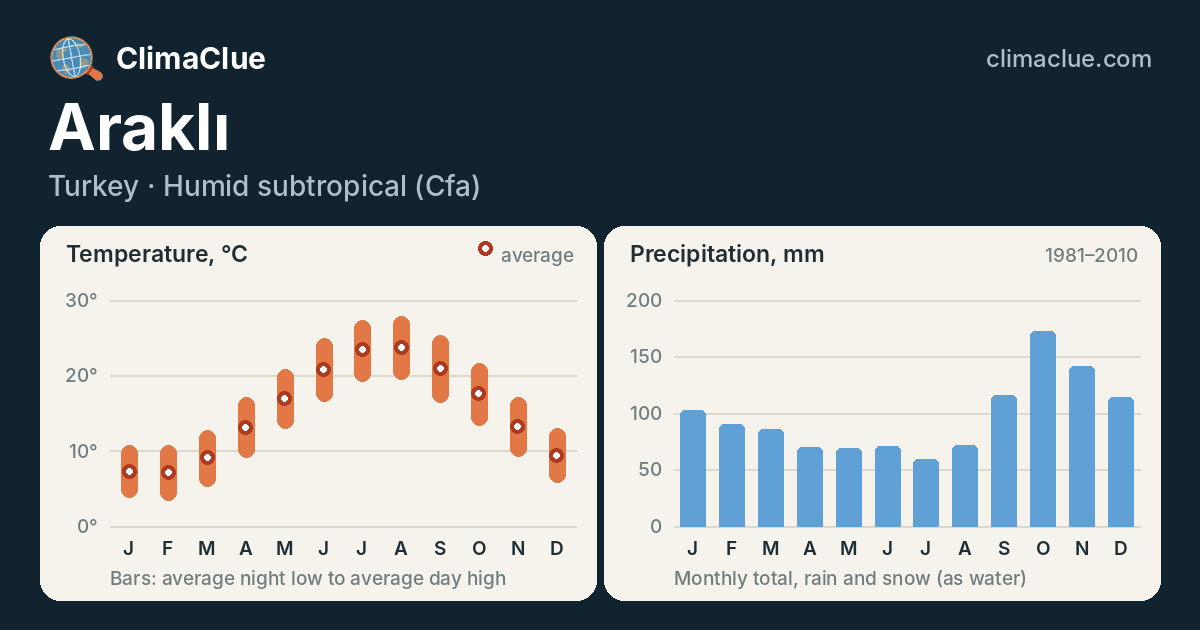 ClimaClue
climaclue.com
Araklı
Turkey · Humid subtropical (Cfa)
Temperature, °C
average
30°
20°
10°
0°
J F M A M J J A S O N D
Bars: average night low to average day high
Precipitation, mm
1981–2010
200
150
100
50
0
J F M A M J J A S O N D
Monthly total, rain and snow (as water)